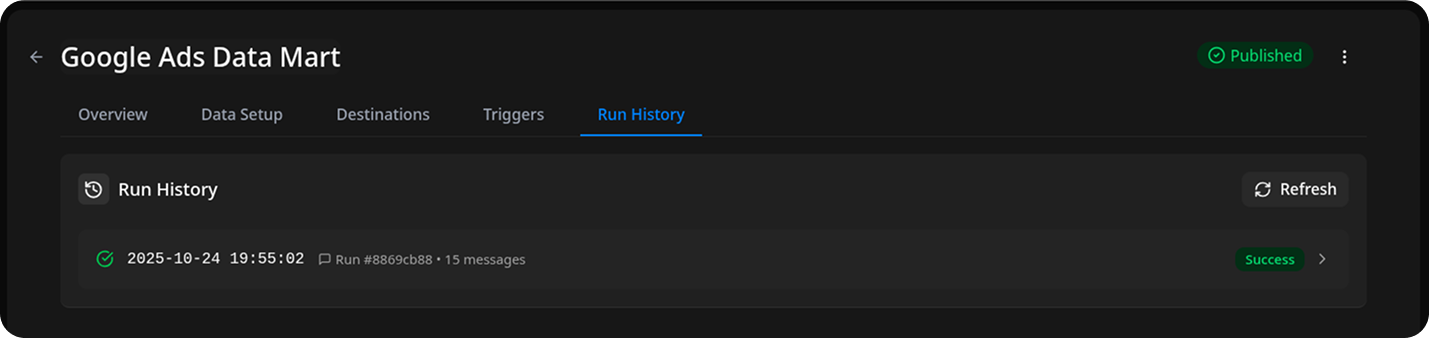 Google Ads Data Mart
Published
Overview Data Setup Destinations Triggers Run History
Run History
Refresh
2025-10-24 19:55:02 Run #8869cb88 • 15 messages Success